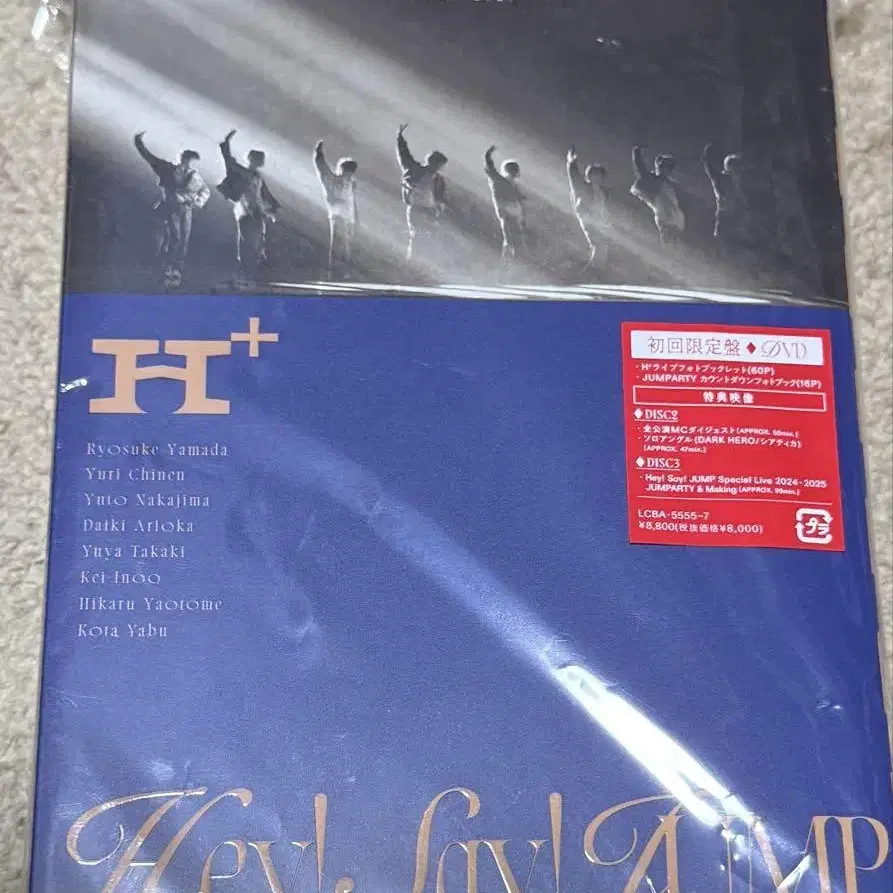 H+
Ryosuke Yamada
Yuri Chinen
Yuto Nakajima
Daiki Arioka
Yuya Takaki
Kei Inoo
Hikaru Yaotome
Kota Yabu
初回限定盤♦DVD
・H⁺ライブフォトブックレット(60P)
・JUMPARTY カウントダウンフォトブック(16P)
特典映像
♦DISC2
・全公演MCダイジェスト[APPROX. 50min.]
・ソロアングル(DARK HERO/シアティカ)
[APPROX. 47min.]
♦DISC3
・Hey! Say! JUMP Special Live 2024-2025
JUMPARTY & Making[APPROX. 99min.]
LCBA-5555-7
¥8,800(税抜価格¥8,000)
プラ
Hey! Say! JUMP